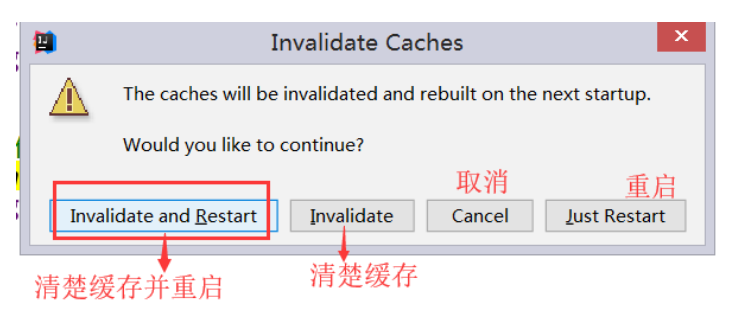 Invalidate Caches
The caches will be invalidated and rebuilt on the next startup.
Would you like to continue?
取消
重启
Invalidate and Restart
Invalidate
Cancel
Just Restart
清楚缓存并重启
清楚缓存